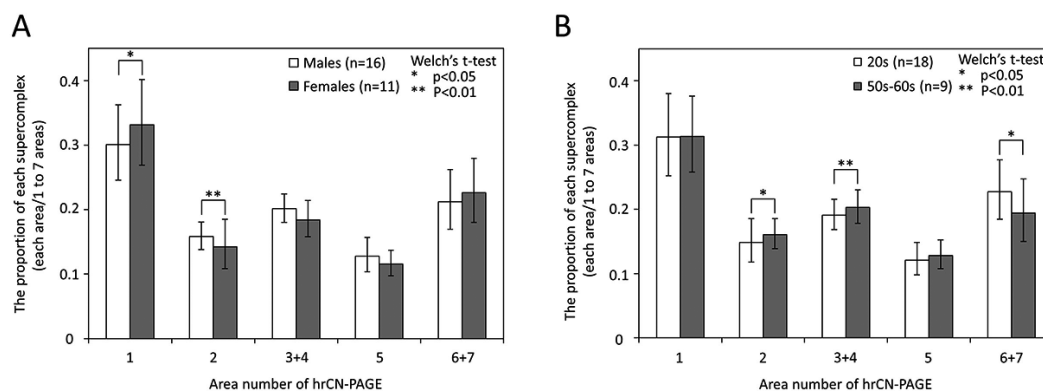 A
The proportion of each supercomplex
(each area/1 to 7 areas)
0.4
0.3
0.2
0.1
0
Males (n=16)
Females (n=11)
Welch's t-test
* p<0.05
** P<0.01
*
**
1 2 3+4 5 6+7
Area number of hrCN-PAGE
B
The proportion of each supercomplex
(each area/1 to 7 areas)
0.4
0.3
0.2
0.1
0
20s (n=18)
50s-60s (n=9)
Welch's t-test
* p<0.05
** P<0.01
*
**
*
1 2 3+4 5 6+7
Area number of hrCN-PAGE